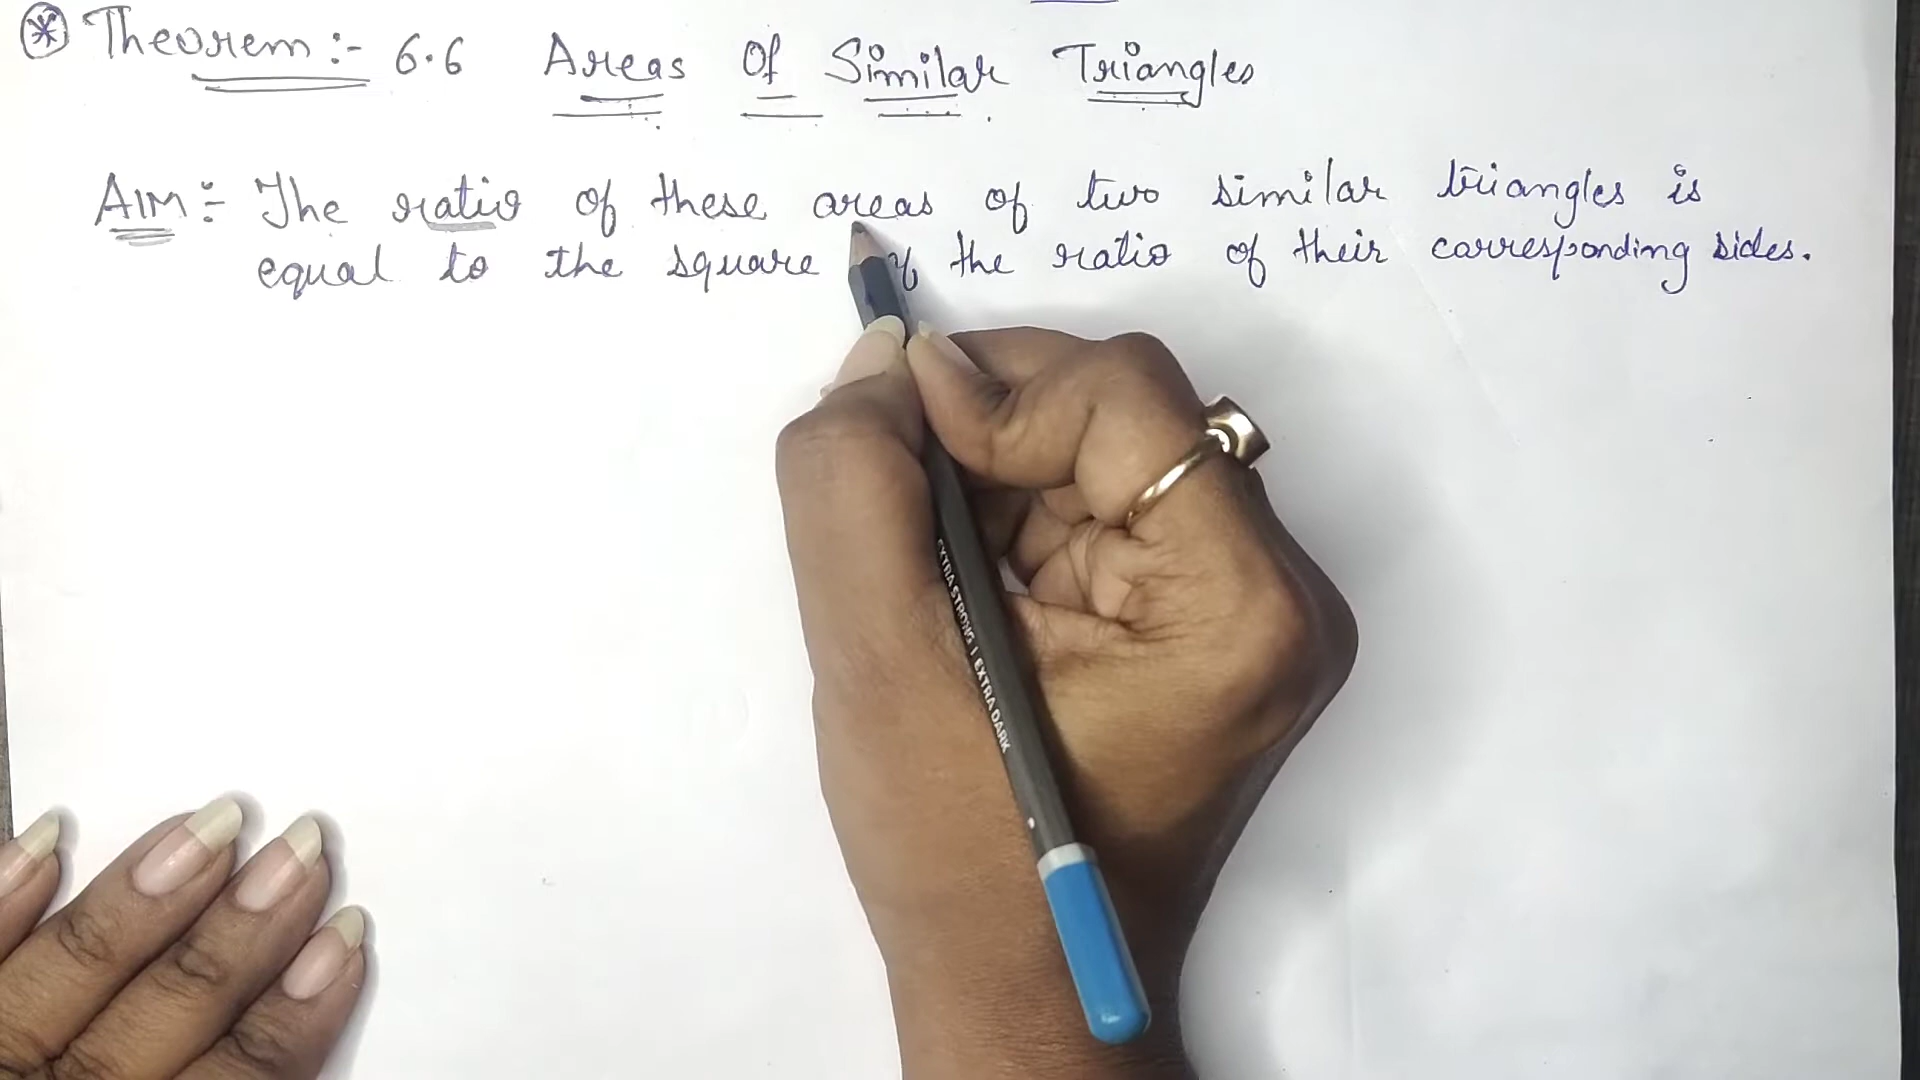 * Theorem :- 6.6 Areas Of Similar Triangles
AIM :- The ratio of these areas of two similar triangles is
equal to the square of the ratio of their carresponding sides.
EXTRA STRONG | EXTRA DARK